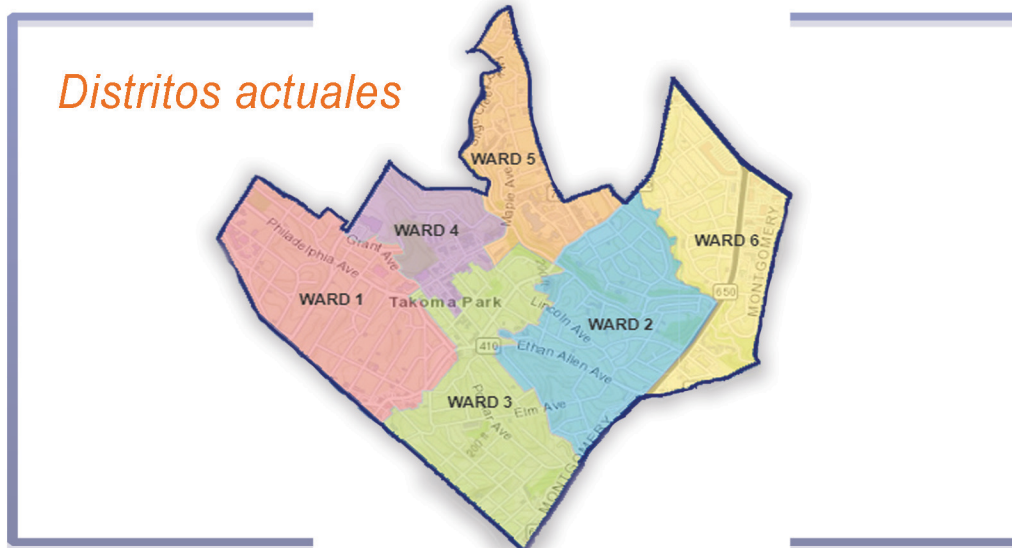 Distritos actuales
WARD 5
Maple Ave
WARD 4
Grant Ave
Philadelphia Ave
WARD 6
MONTGOMERY
650
WARD 1
Takoma Park
Lincoln Ave
WARD 2
410
Ethan Allen Ave
WARD 3
Elm Ave
MONTGOMERY